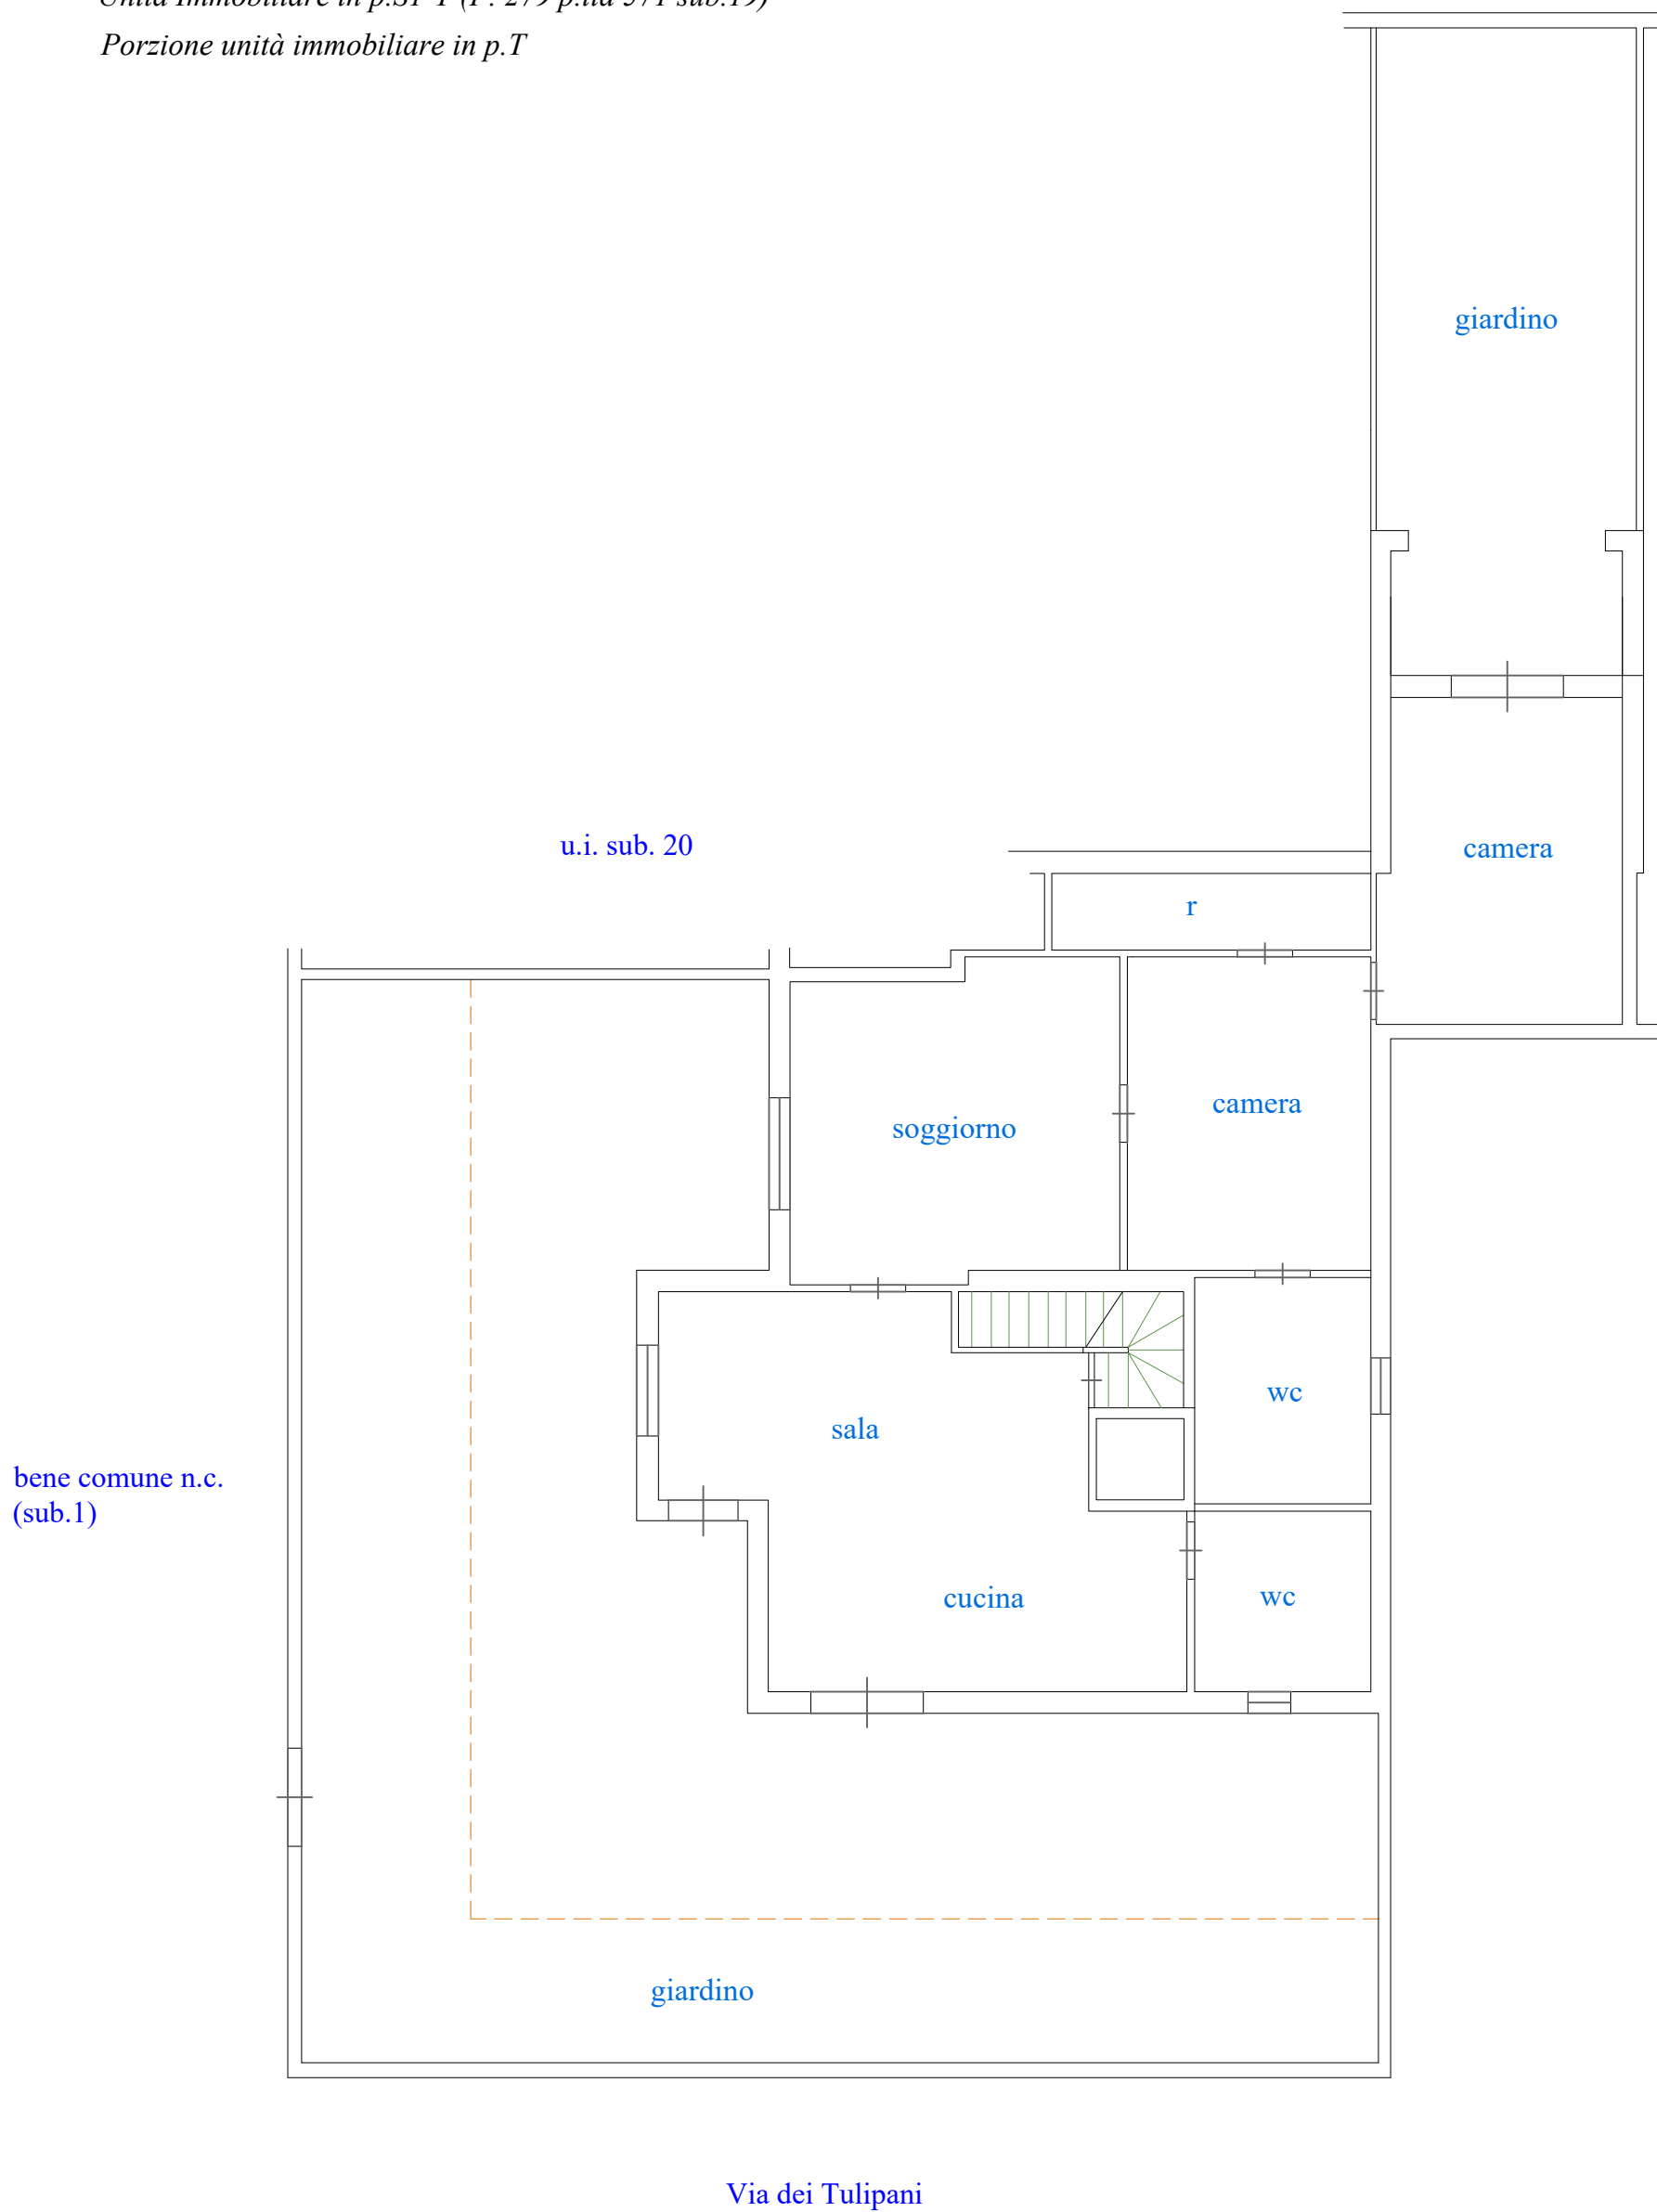 Porzione unità immobiliare in p.T
giardino
u.i. sub. 20
camera
r
camera
soggiorno
wc
sala
bene comune n.c.
(sub.1)
cucina
wc
giardino
Via dei Tulipani